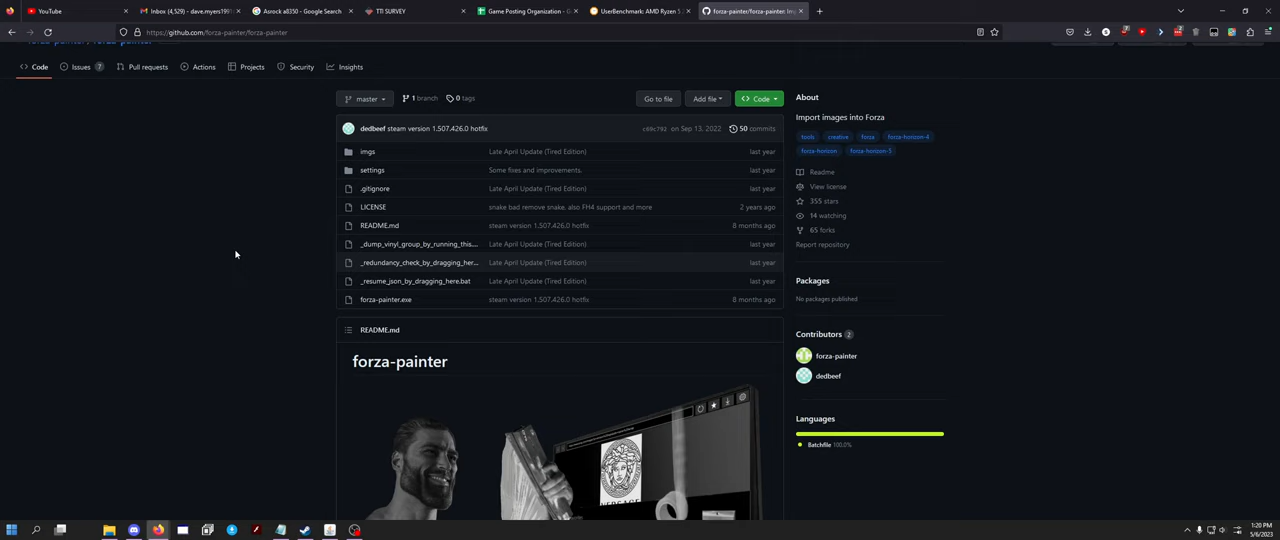 YouTube
Inbox (4,529) - dave.myers1991
Asrock a8350 - Google Search
TTI SURVEY
Game Posting Organization - G
UserBenchmark: AMD Ryzen 5
forza-painter/forza-painter: Im
https://github.com/forza-painter/forza-painter
Code
Issues 7
Pull requests
Actions
Projects
Security
Insights
master
1 branch
0 tags
Go to file
Add file
Code
dedbeef steam version 1.507.426.0 hotfix
on Sep 13, 2022
50 commits
imgs Late April Update (Tired Edition) last year
settings Some fixes and improvements. last year
.gitignore Late April Update (Tired Edition) last year
LICENSE snake bad remove snake. also FH4 support and more 2 years ago
README.md steam version 1.507.426.0 hotfix 8 months ago
_dump_vinyl_group_by_running_this.... Late April Update (Tired Edition) last year
_redundancy_check_by_dragging_her... Late April Update (Tired Edition) last year
_resume_json_by_dragging_here.bat Late April Update (Tired Edition) last year
forza-painter.exe steam version 1.507.426.0 hotfix 8 months ago
README.md
forza-painter
About
Import images into Forza
tools creative forza forza-horizon-4
forza-horizon forza-horizon-5
Readme
View license
355 stars
14 watching
65 forks
Report repository
Packages
No packages published
Contributors 2
forza-painter
dedbeef
Languages
Batchfile 100.0%
1:20 PM
5/6/2023